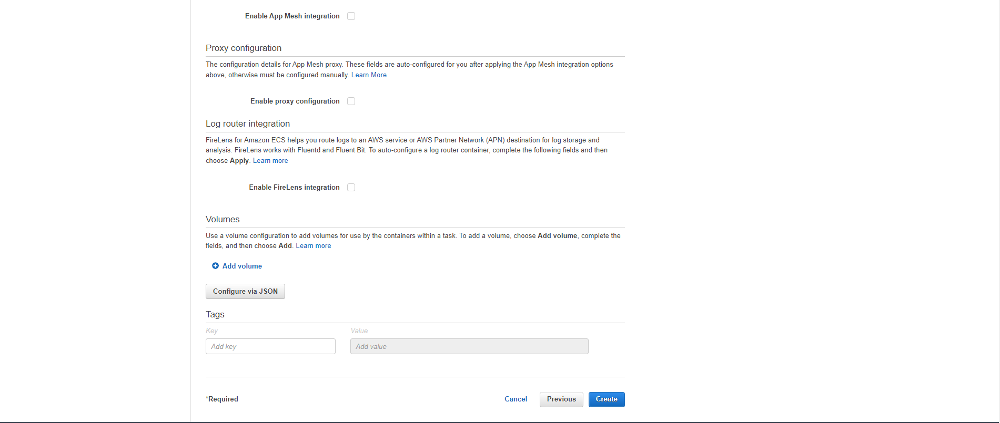 Enable App Mesh integration
Proxy configuration
The configuration details for App Mesh proxy. These fields are auto-configured for you after applying the App Mesh integration options
above, otherwise must be configured manually. Learn More
Enable proxy configuration
Log router integration
FireLens for Amazon ECS helps you route logs to an AWS service or AWS Partner Network (APN) destination for log storage and
analysis. FireLens works with Fluentd and Fluent Bit. To auto-configure a log router container, complete the following fields and then
choose Apply. Learn more
Enable FireLens integration
Volumes
Use a volume configuration to add volumes for use by the containers within a task. To add a volume, choose Add volume, complete the
fields, and then choose Add. Learn more
Add volume
Configure via JSON
Tags
Key Value
Add key Add value
*Required Cancel Previous Create